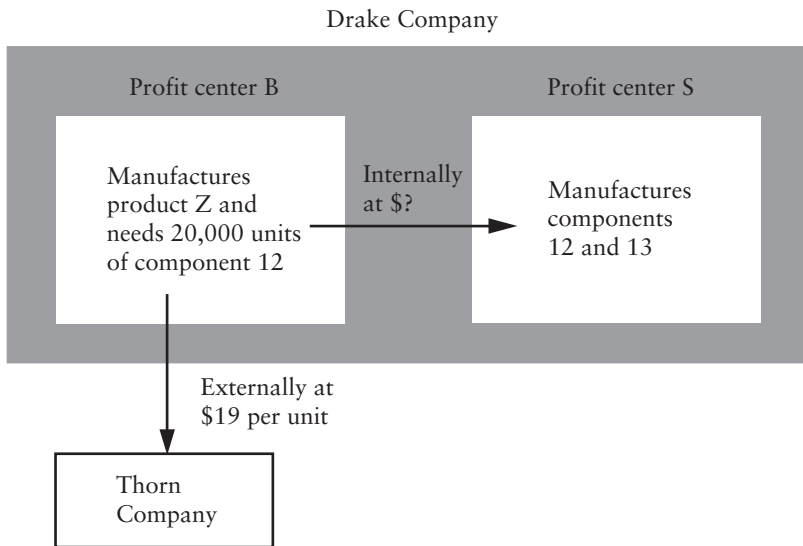 Drake Company
Profit center B
Profit center S
Manufactures
product Z and
needs 20,000 units
of component 12
Internally
at $?
Manufactures
components
12 and 13
Externally at
$19 per unit
Thorn
Company